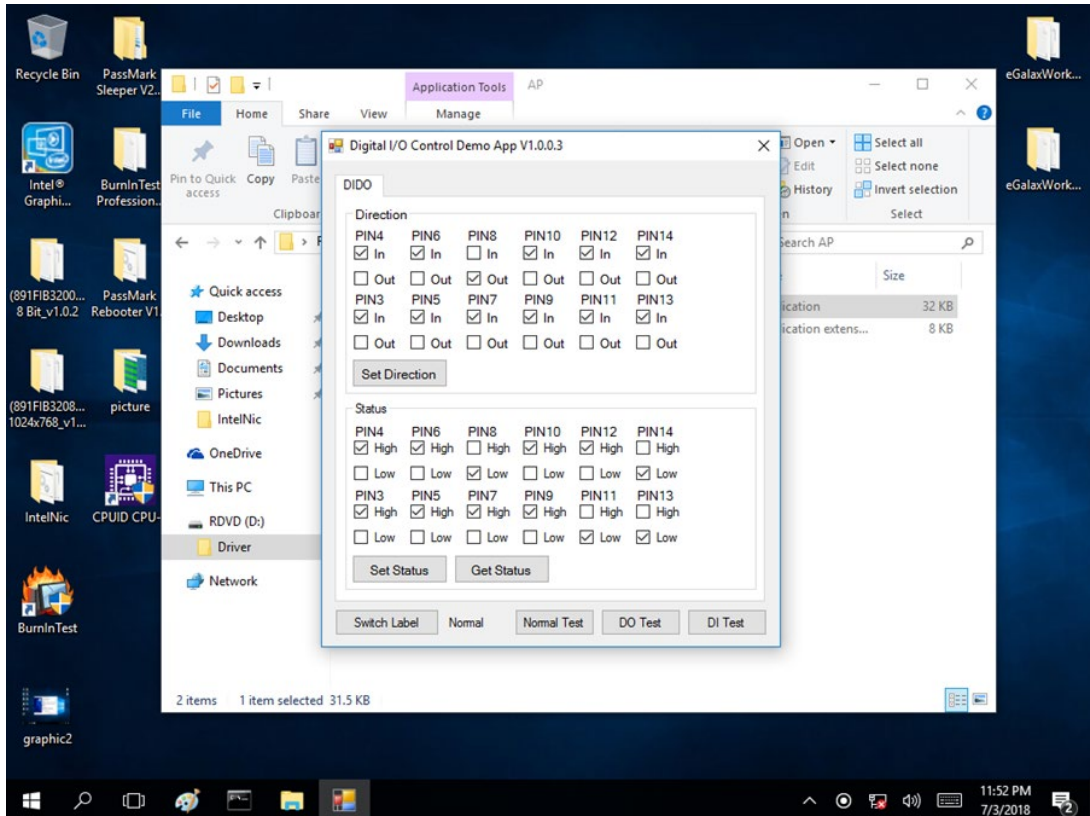 Recycle Bin
PassMark
Sleeper V2..
eGalaxWork...
Application Tools
AP
File
Home
Share
View
Manage
Intel®
Graphi...
BurnInTest
Profession..
Pin to Quick
access
Copy
Paste
Clipboar
Open
Edit
History
Select all
Select none
Invert selection
Select
eGalaxWork...
Digital I/O Control Demo App V1.0.0.3
DIDO
Direction
PIN4 PIN6 PIN8 PIN10 PIN12 PIN14
In In In In In In
Out Out Out Out Out Out
PIN3 PIN5 PIN7 PIN9 PIN11 PIN13
In In In In In In
Out Out Out Out Out Out
Set Direction
Status
PIN4 PIN6 PIN8 PIN10 PIN12 PIN14
High High High High High High
Low Low Low Low Low Low
PIN3 PIN5 PIN7 PIN9 PIN11 PIN13
High High High High High High
Low Low Low Low Low Low
Set Status Get Status
Switch Label Normal Normal Test DO Test DI Test
Search AP
Size
ication 32 KB
ication extens... 8 KB
Quick access
Desktop
Downloads
Documents
Pictures
IntelNic
OneDrive
This PC
RDVD (D:)
Driver
Network
2 items 1 item selected 31.5 KB
(891FIB3200...
8 Bit_v1.0.2
PassMark
Rebooter V1
(891FIB3208...
1024x768_v1...
picture
IntelNic
CPUID CPU-
BurnInTest
graphic2
11:52 PM
7/3/2018
2